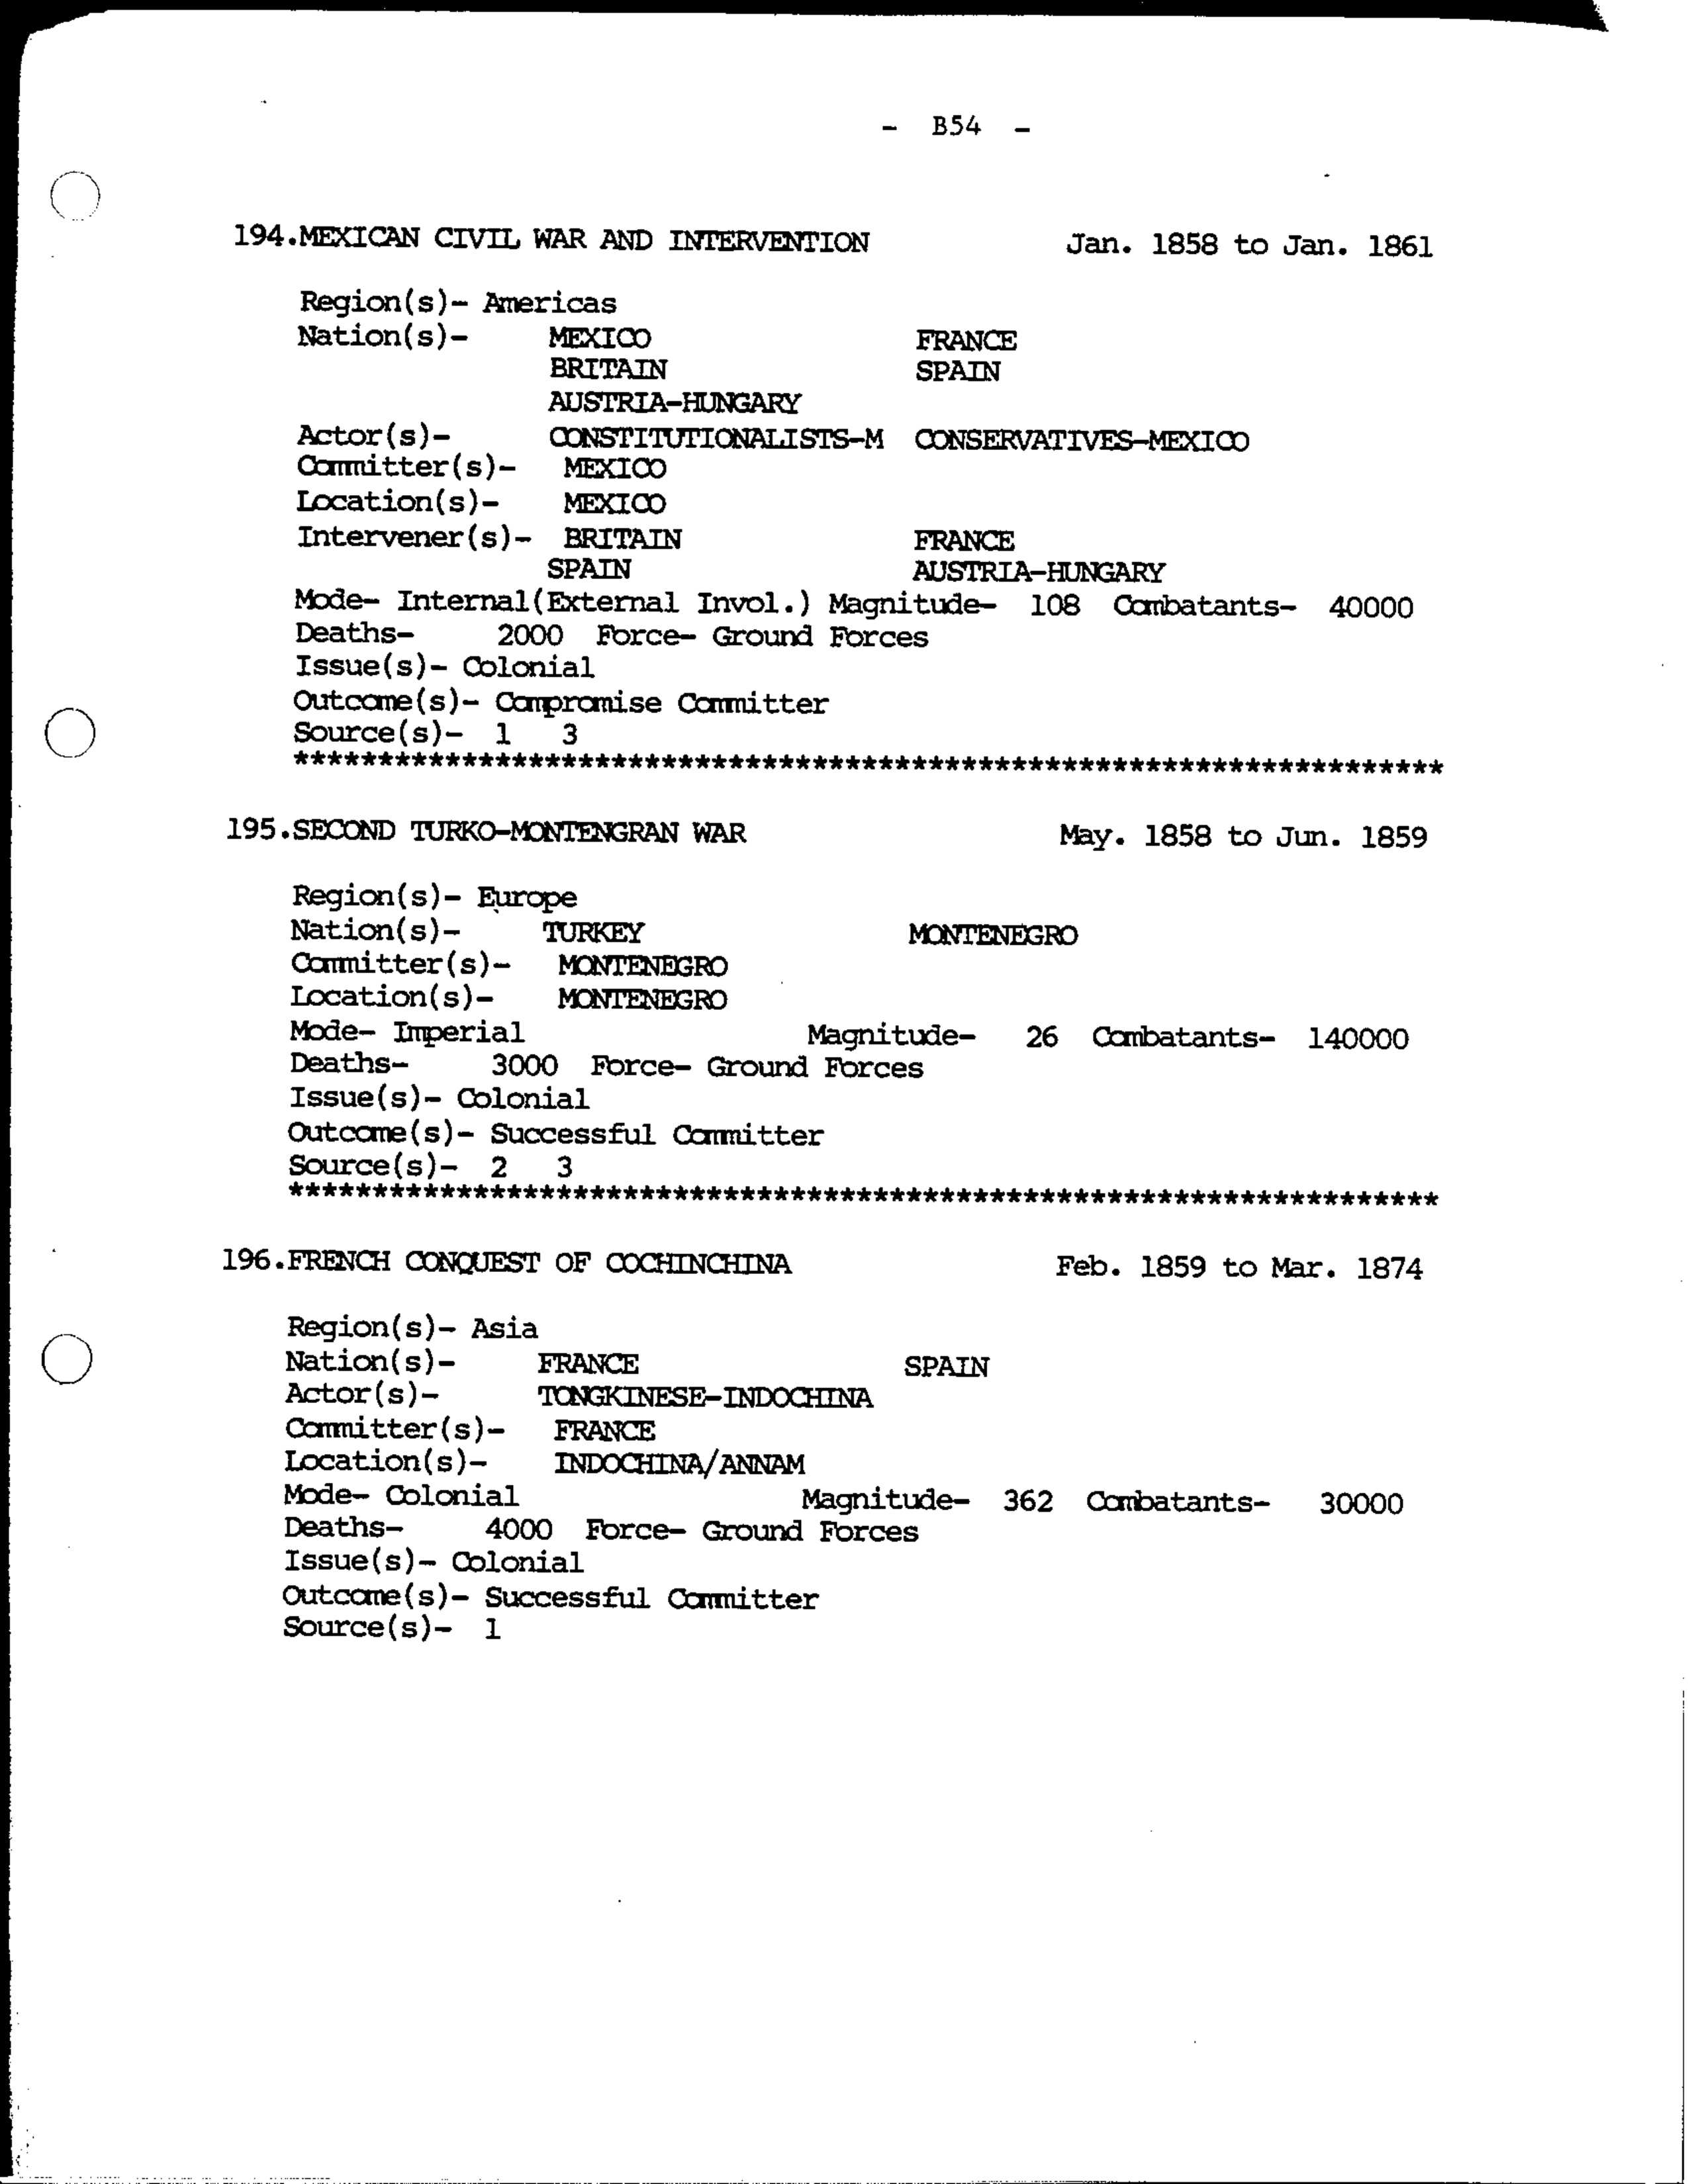 - B54 -
194.MEXICAN CIVIL WAR AND INTERVENTION Jan. 1858 to Jan. 1861
Region(s)- Americas
Nation(s)- MEXICO FRANCE
BRITAIN SPAIN
AUSTRIA-HUNGARY
Actor(s)- CONSTITUTIONALISTS-M CONSERVATIVES-MEXICO
Committer(s)- MEXICO
Location(s)- MEXICO
Intervener(s)- BRITAIN FRANCE
SPAIN AUSTRIA-HUNGARY
Mode- Internal(External Invol.) Magnitude- 108 Combatants- 40000
Deaths- 2000 Force- Ground Forces
Issue(s)- Colonial
Outcome(s)- Compromise Committer
Source(s)- 1 3
*********************************************************************
195.SECOND TURKO-MONTENGRAN WAR May. 1858 to Jun. 1859
Region(s)- Europe
Nation(s)- TURKEY MONTENEGRO
Committer(s)- MONTENEGRO
Location(s)- MONTENEGRO
Mode- Imperial Magnitude- 26 Combatants- 140000
Deaths- 3000 Force- Ground Forces
Issue(s)- Colonial
Outcome(s)- Successful Committer
Source(s)- 2 3
*********************************************************************
196.FRENCH CONQUEST OF COCHINCHINA Feb. 1859 to Mar. 1874
Region(s)- Asia
Nation(s)- FRANCE SPAIN
Actor(s)- TONGKINESE-INDOCHINA
Committer(s)- FRANCE
Location(s)- INDOCHINA/ANNAM
Mode- Colonial Magnitude- 362 Combatants- 30000
Deaths- 4000 Force- Ground Forces
Issue(s)- Colonial
Outcome(s)- Successful Committer
Source(s)- 1